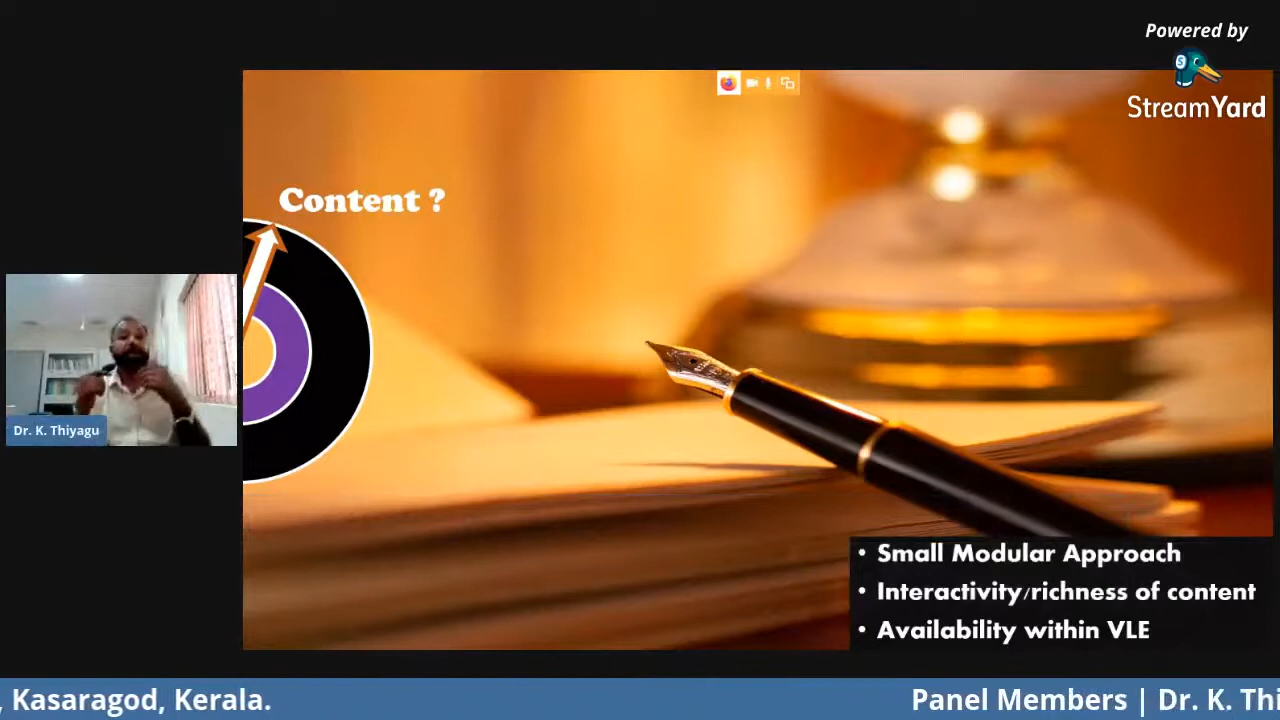 Powered by
StreamYard
Content ?
Dr. K. Thiyagu
• Small Modular Approach
• Interactivity/richness of content
• Availability within VLE
, Kasaragod, Kerala.
Panel Members | Dr. K. Thi